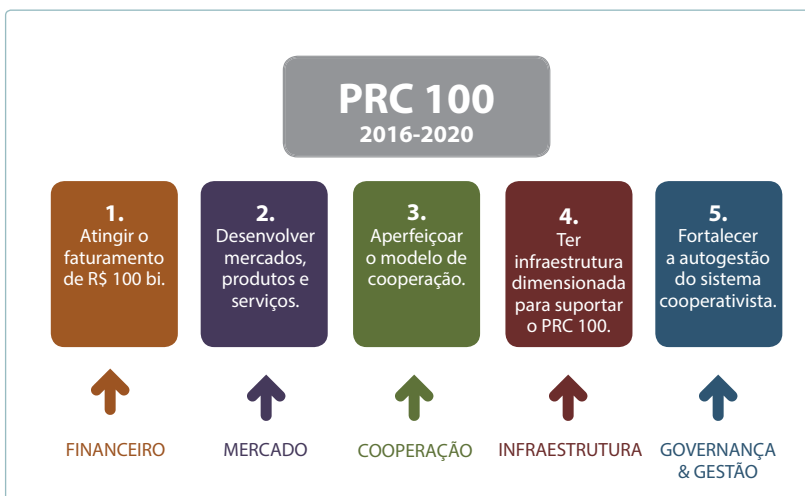 PRC 100
2016-2020
1.
Atingir o
faturamento
de R$ 100 bi.
2.
Desenvolver
mercados,
produtos e
serviços.
3.
Aperfeiçoar
o modelo de
cooperação.
4.
Ter
infraestrutura
dimensionada
para suportar
o PRC 100.
5.
Fortalecer
a autogestão
do sistema
cooperativista.
FINANCEIRO
MERCADO
COOPERAÇÃO
INFRAESTRUTURA
GOVERNANÇA
& GESTÃO